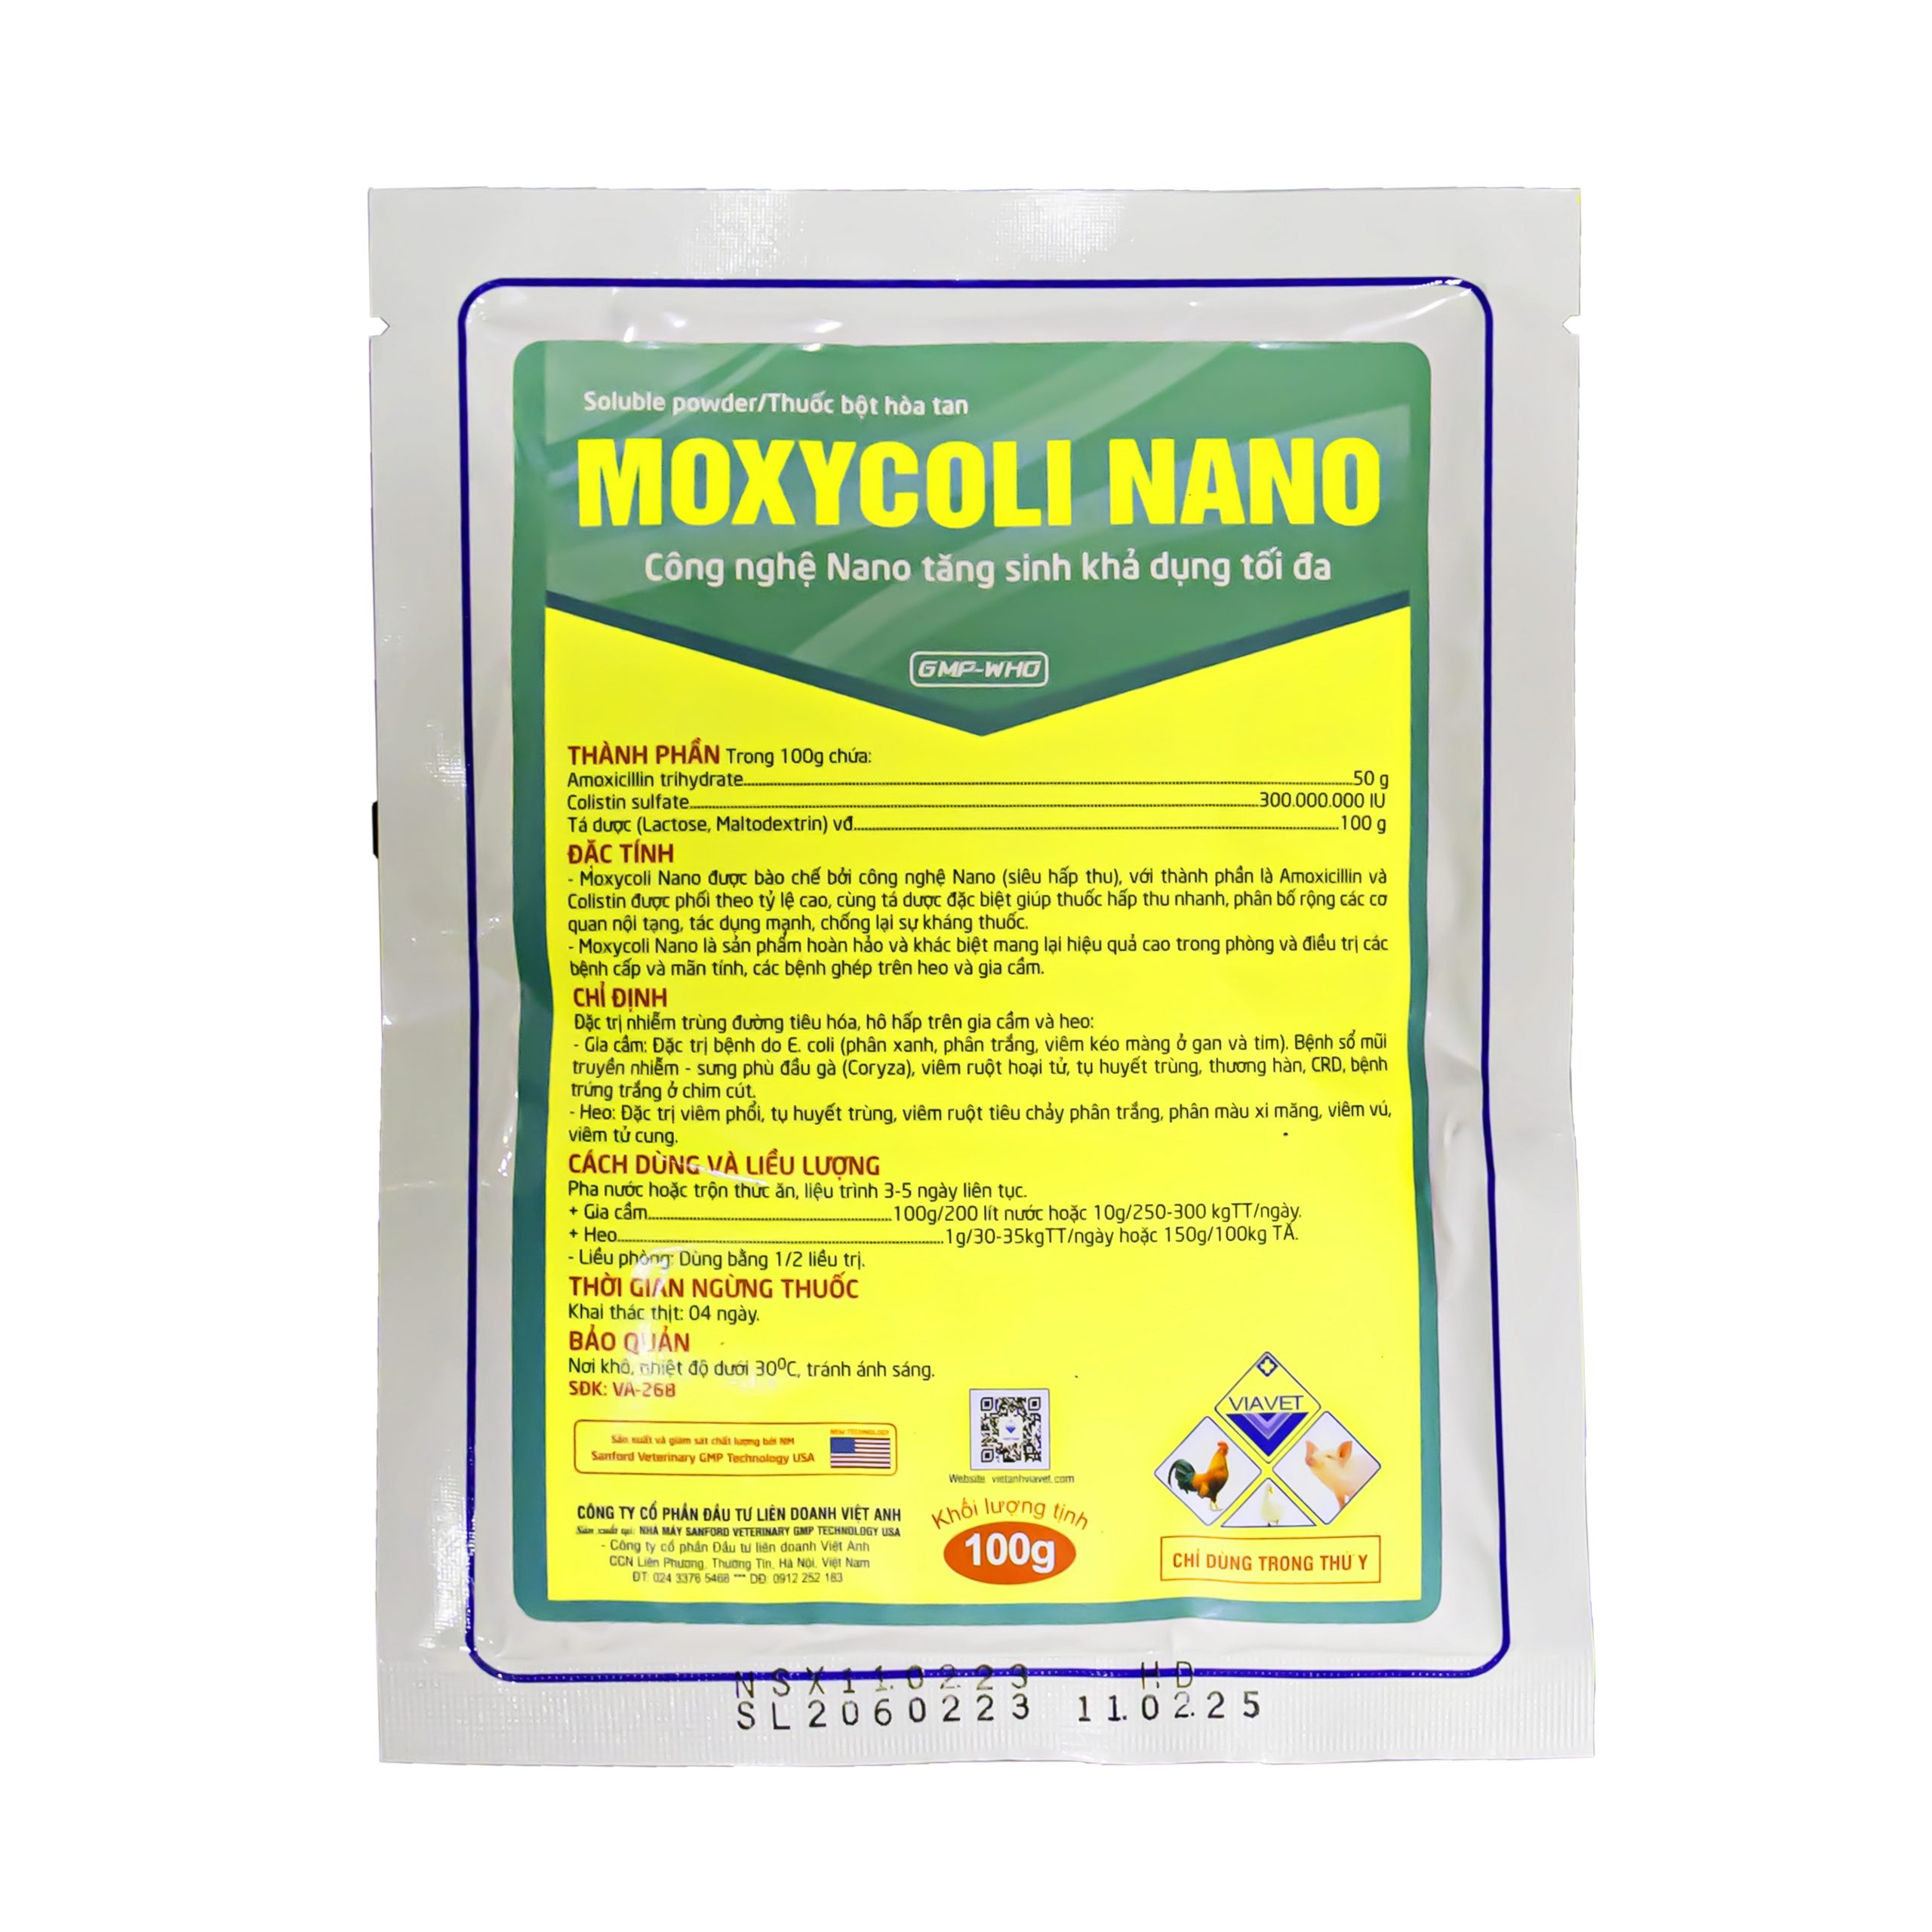 Soluble powder/Thuốc bột hòa tan
MOXYCOLI NANO
Công nghệ Nano tăng sinh khả dụng tối đa
GMP-WHO
THÀNH PHẦN Trong 100g chứa:
Amoxicillin trihydrate 50 g
Colistin sulfate 300.000.000 IU
Tá dược (Lactose, Maltodextrin) vđ 100 g
ĐẶC TÍNH
- Moxycoli Nano được bào chế bởi công nghệ Nano (siêu hấp thu), với thành phần là Amoxicillin và
Colistin được phối theo tỷ lệ cao, cùng tá dược đặc biệt giúp thuốc hấp thu nhanh, phân bố rộng các cơ
quan nội tạng, tác dụng mạnh, chống lại sự kháng thuốc.
- Moxycoli Nano là sản phẩm hoàn hảo và khác biệt mang lại hiệu quả cao trong phòng và điều trị các
bệnh cấp và mãn tính, các bệnh ghép trên heo và gia cầm.
CHỈ ĐỊNH
Đặc trị nhiễm trùng đường tiêu hóa, hô hấp trên gia cầm và heo:
- Gia cầm: Đặc trị bệnh do E. coli (phân xanh, phân trắng, viêm kéo màng ở gan và tim). Bệnh sổ mũi
truyền nhiễm - sưng phù đầu gà (Coryza), viêm ruột hoại tử, tụ huyết trùng, thương hàn, CRD, bệnh
trứng trắng ở chim cút.
- Heo: Đặc trị viêm phổi, tụ huyết trùng, viêm ruột tiêu chảy phân trắng, phân màu xi măng, viêm vú,
viêm tử cung.
CÁCH DÙNG VÀ LIỀU LƯỢNG
Pha nước hoặc trộn thức ăn, liệu trình 3-5 ngày liên tục.
+ Gia cầm 100g/200 lít nước hoặc 10g/250-300 kgTT/ngày.
+ Heo 1g/30-35kgTT/ngày hoặc 150g/100kg TĂ.
- Liều phòng: Dùng bằng 1/2 liều trị.
THỜI GIAN NGỪNG THUỐC
Khai thác thịt: 04 ngày.
BẢO QUẢN
Nơi khô, nhiệt độ dưới 30⁰C, tránh ánh sáng.
SĐK: VA-268
NEW TECHNOLOGY
Sản xuất và giám sát chất lượng bởi NM
Sanford Veterinary GMP Technology USA
Website: vietanhviavet.com
VIAVET
CÔNG TY CỔ PHẦN ĐẦU TƯ LIÊN DOANH VIỆT ANH
Sản xuất tại: NHÀ MÁY SANFORD VETERINARY GMP TECHNOLOGY USA
- Công ty cổ phần Đầu tư liên doanh Việt Anh
CCN Liên Phương, Thường Tín, Hà Nội, Việt Nam
ĐT: 024 3376 5468 *** DĐ: 0912 252 183
Khối lượng tịnh
100g
CHỈ DÙNG TRONG THÚ Y
NSX11.02.23 HD
SL2060223 11.02.25